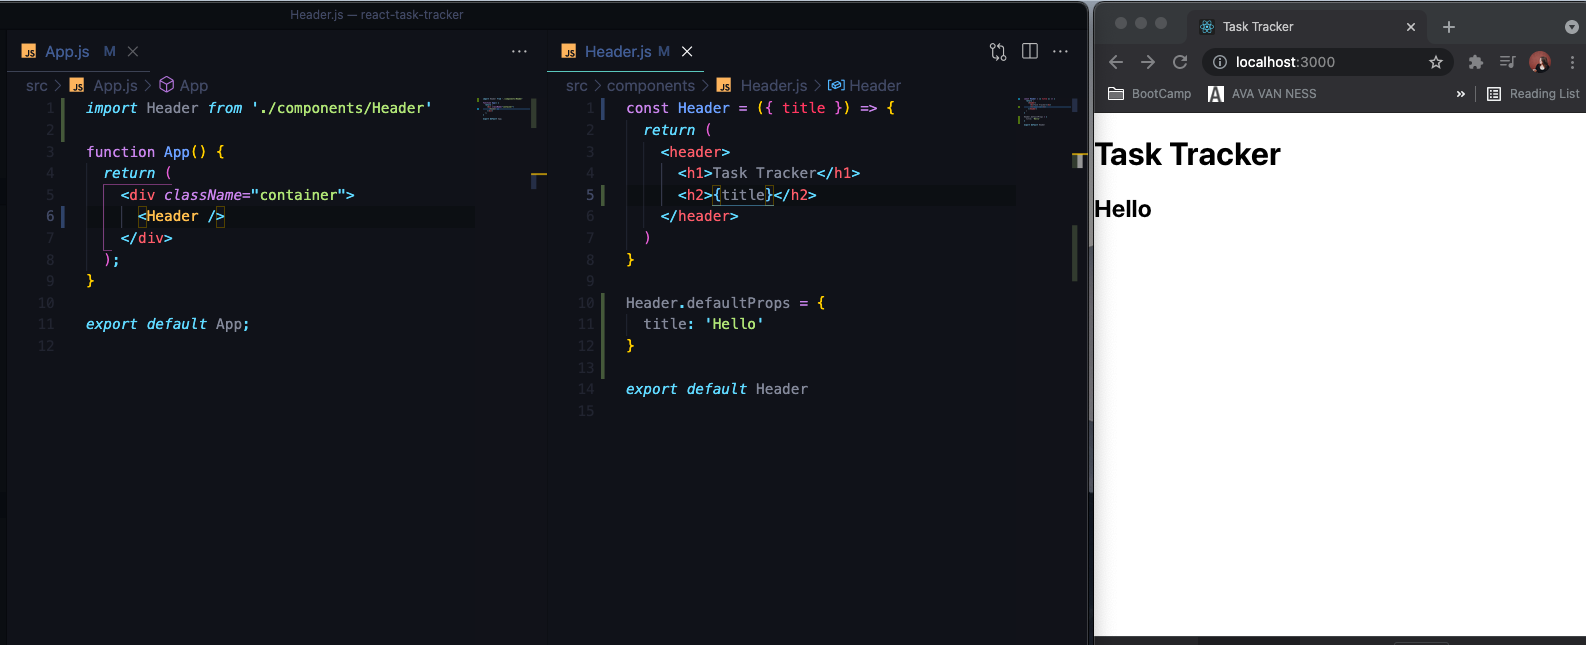 Header.js — react-task-tracker
App.js M
src > App.js > App
1 import Header from './components/Header'
2
3 function App() {
4 return (
5 <div className="container">
6 <Header />
7 </div>
8 );
9 }
10
11 export default App;
12
Header.js M
src > components > Header.js > Header
1 const Header = ({ title }) => {
2 return (
3 <header>
4 <h1>Task Tracker</h1>
5 <h2>{title}</h2>
6 </header>
7 )
8 }
9
10 Header.defaultProps = {
11 title: 'Hello'
12 }
13
14 export default Header
15
Task Tracker
localhost:3000
BootCamp
AVA VAN NESS
»
Reading List
Task Tracker
Hello